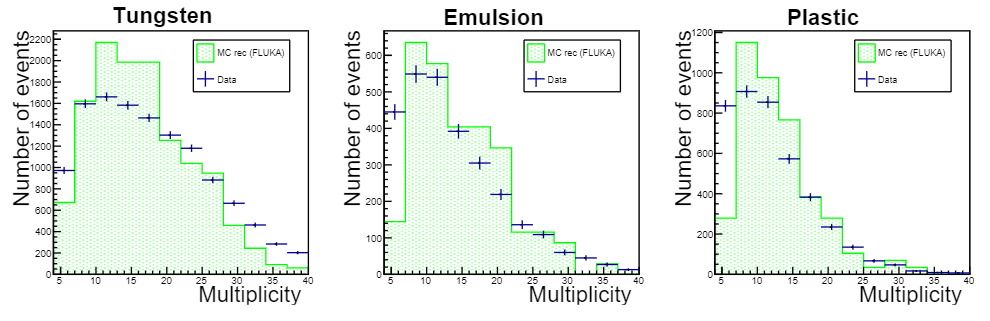 Tungsten
Number of events
2200
2000
1800
1600
1400
1200
1000
800
600
400
200
0
5 10 15 20 25 30 35 40
Multiplicity
MC rec (FLUKA)
Data
Emulsion
Number of events
600
500
400
300
200
100
0
5 10 15 20 25 30 35 40
Multiplicity
MC rec (FLUKA)
Data
Plastic
Number of events
1200
1000
800
600
400
200
0
5 10 15 20 25 30 35 40
Multiplicity
MC rec (FLUKA)
Data